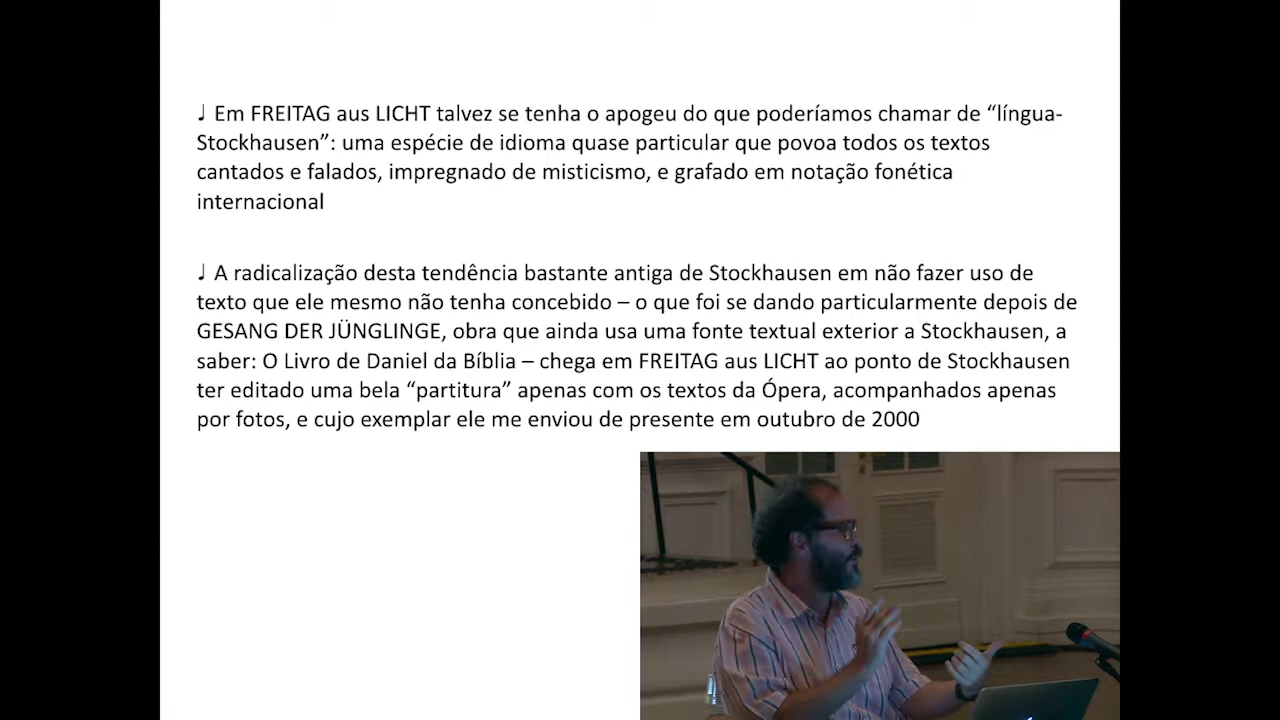 ♩ Em FREITAG aus LICHT talvez se tenha o apogeu do que poderíamos chamar de “língua-
Stockhausen”: uma espécie de idioma quase particular que povoa todos os textos
cantados e falados, impregnado de misticismo, e grafado em notação fonética
internacional
♩ A radicalização desta tendência bastante antiga de Stockhausen em não fazer uso de
texto que ele mesmo não tenha concebido – o que foi se dando particularmente depois de
GESANG DER JÜNGLINGE, obra que ainda usa uma fonte textual exterior a Stockhausen, a
saber: O Livro de Daniel da Bíblia – chega em FREITAG aus LICHT ao ponto de Stockhausen
ter editado uma bela “partitura” apenas com os textos da Ópera, acompanhados apenas
por fotos, e cujo exemplar ele me enviou de presente em outubro de 2000